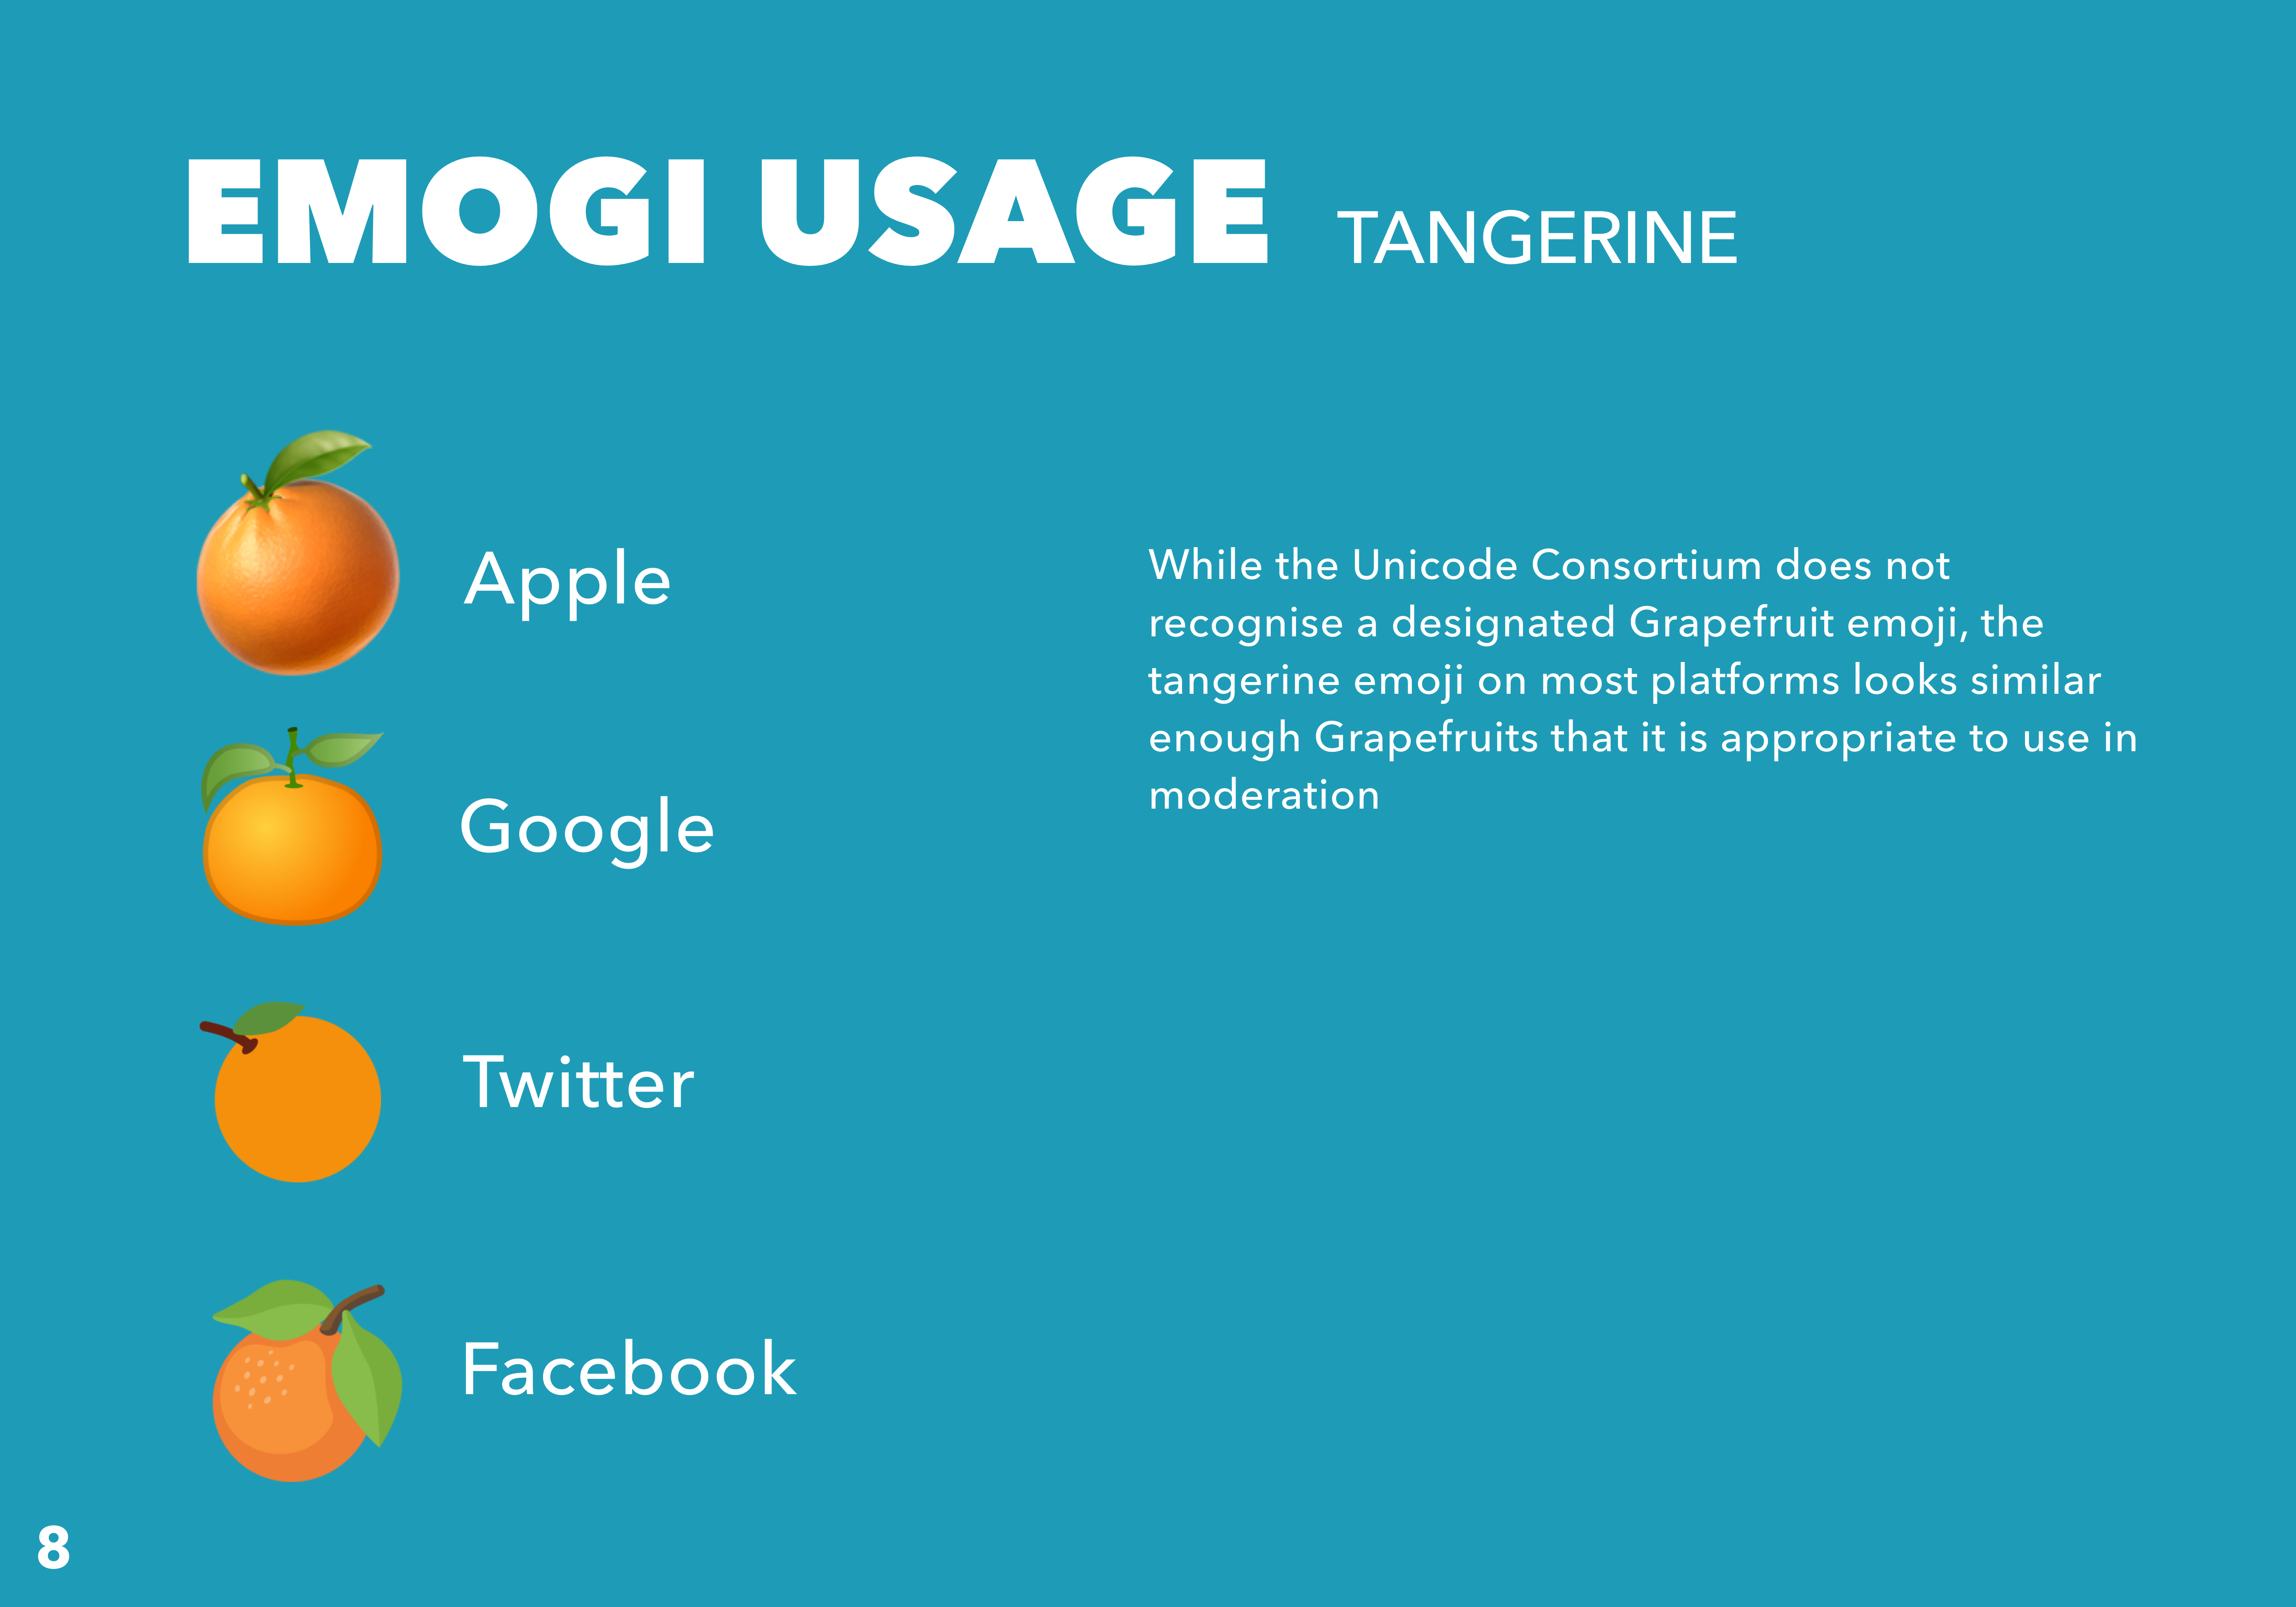 EMOGI USAGE TANGERINE
Apple
Google
Twitter
Facebook
While the Unicode Consortium does not
recognise a designated Grapefruit emoji, the
tangerine emoji on most platforms looks similar
enough Grapefruits that it is appropriate to use in
moderation
8